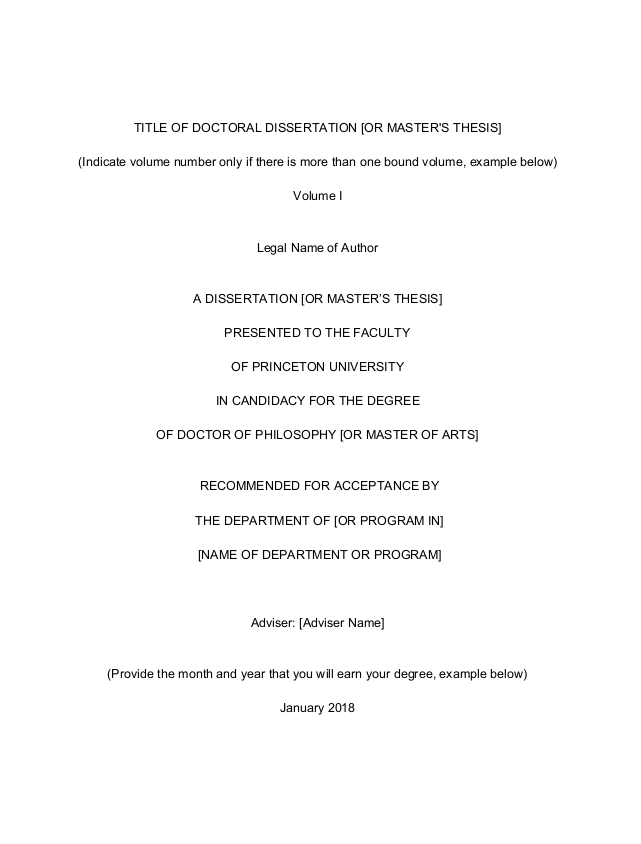 TITLE OF DOCTORAL DISSERTATION [OR MASTER'S THESIS]
(Indicate volume number only if there is more than one bound volume, example below)
Volume I
Legal Name of Author
A DISSERTATION [OR MASTER’S THESIS]
PRESENTED TO THE FACULTY
OF PRINCETON UNIVERSITY
IN CANDIDACY FOR THE DEGREE
OF DOCTOR OF PHILOSOPHY [OR MASTER OF ARTS]
RECOMMENDED FOR ACCEPTANCE BY
THE DEPARTMENT OF [OR PROGRAM IN]
[NAME OF DEPARTMENT OR PROGRAM]
Adviser: [Adviser Name]
(Provide the month and year that you will earn your degree, example below)
January 2018